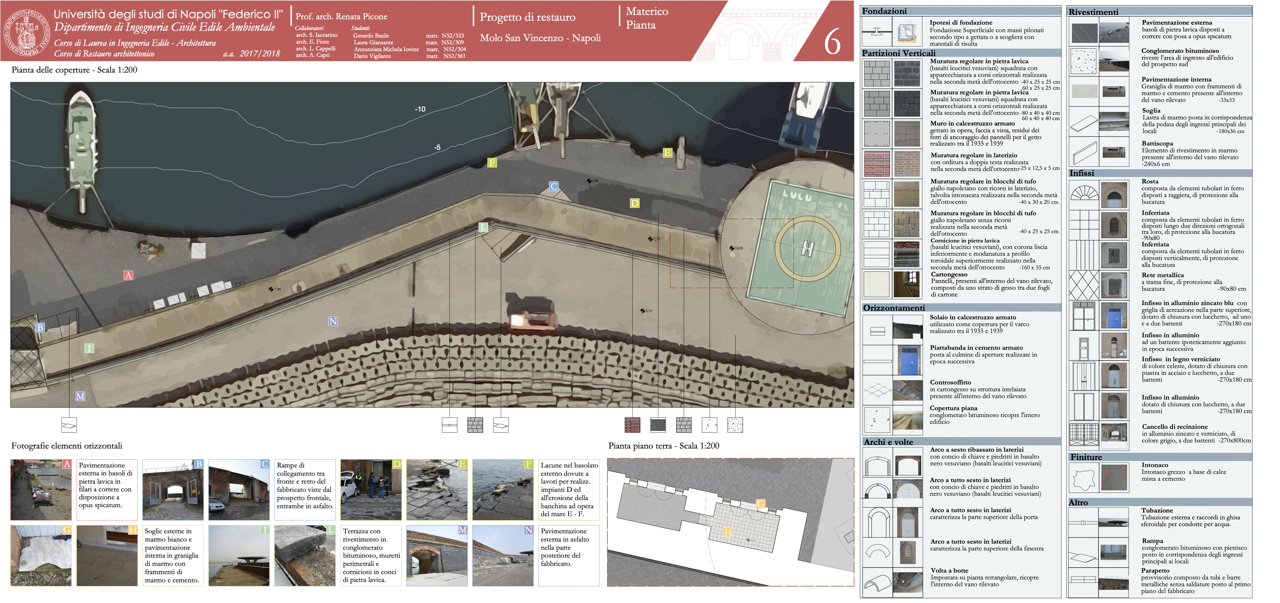 Università degli studi di Napoli "Federico II"
Dipartimento di Ingegneria Civile Edile Ambientale
Corso di Laurea in Ingegneria Edile - Architettura
Corso di Restauro architettonico
a.a. 2017/2018
Prof. arch. Renata Picone
Collaboratori:
arch. S. Iaccarino
arch. E. Fiore
arch. L. Cappelli
arch. A. Capri
Studenti:
Gerardo Basile matr. N52/323
Laura Gianzante matr. N52/309
Annunziata Michela Iovine matr. N52/304
Dario Vigliante matr. N52/361
Progetto di restauro
Molo San Vincenzo - Napoli
Materico
Pianta
6
Pianta delle coperture - Scala 1:200
-10
-5
LULU
H
A
B
C
D
E
F
I
L
M
N
Fotografie elementi orizzontali
A
Pavimentazione
esterna in basoli di
pietra lavica in
filari a correre con
disposizione a
opus spicatum.
B
C
Rampe di
collegamento tra
fronte e retro del
fabbricato viste dal
prospetto frontale,
entrambe in asfalto.
D
E
F
Lacune nel basolato
esterno dovute a
lavori per realizz.
impianti D ed
all'erosione della
banchina ad opera
del mare E - F.
G
H
Soglie esterne in
marmo bianco e
pavimentazione
interna in graniglia
di marmo con
frammenti di
marmo e cemento.
I
L
Terrazza con
rivestimento in
conglomerato
bituminoso, muretti
perimetrali e
cornicioni in conci
di pietra lavica.
M
N
Pavimentazione
esterna in asfalto
nella parte
posteriore del
fabbricato.
Pianta piano terra - Scala 1:200
G
H
Fondazioni
Ipotesi di fondazione
Fondazione Superficiale con massi pilonati
secondo tipo a gettata o a scogliera con
materiali di risulta
Partizioni Verticali
Muratura regolare in pietra lavica
(basalti leucitici vesuviani) squadrata con
apparecchiatura a corsi orizzontali realizzata
nella seconda metà dell'ottocento -40 x 25 x 25 cm
-60 x 25 x 25 cm
Muratura regolare in pietra lavica
(basalti leucitici vesuviani) squadrata con
apparecchiatura a corsi orizzontali realizzata
nella seconda metà dell'ottocento -80 x 40 x 40 cm
-60 x 40 x 40 cm
Muro in calcestruzzo armato
gettato in opera, faccia a vista, residui dei
ferri di ancoraggio dei pannelli per il getto
realizzato tra il 1935 e 1939
Muratura regolare in laterizio
con orditura a doppia testa realizzata
nella seconda metà dell'ottocento -25 x 12,5 x 5 cm
Muratura regolare in blocchi di tufo
giallo napoletano con ricorsi in laterizio,
talvolta intonacata realizzata nella seconda metà
dell'ottocento -40 x 30 x 20 cm
Muratura regolare in blocchi di tufo
giallo napoletano senza ricorsi
realizzata nella seconda metà
dell'ottocento -40 x 25 x 25 cm
Cornicione in pietra lavica
(basalti leucitici vesuviani), con corona liscia
inferiormente e modanatura a profilo
toroidale superiormente realizzato nella
seconda metà dell'ottocento -160 x 55 cm
Cartongesso
Pannelli, presenti all'interno del vano rilevato,
composti da uno strato di gesso tra due fogli
di cartone
Orizzontamenti
Solaio in calcestruzzo armato
utilizzato come copertura per il varco
realizzato tra il 1935 e 1939
Piattabanda in cemento armato
posta al culmine di aperture realizzate in
epoca successiva
Controsoffitto
in cartongesso su struttura intelaiata
presente all'interno del vano rilevato
Copertura piana
conglomerato bituminoso ricopre l'intero
edificio
Archi e volte
Arco a sesto ribassato in laterizi
con concio di chiave e piedritti in basalto
nero vesuviano (basalti leucitici vesuviani)
Arco a tutto sesto in laterizi
con concio di chiave e piedritti in basalto
nero vesuviano (basalti leucitici vesuviani)
Arco a tutto sesto in laterizi
caratterizza la parte superiore della porta
Arco a tutto sesto in laterizi
caratterizza la parte superiore della finestra
Volta a botte
Impostata su pianta rettangolare, ricopre
l'interno del vano rilevato
Rivestimenti
Pavimentazione esterna
basoli di pietra lavica disposti a
correre con posa a opus spicatum
Conglomerato bituminoso
riveste l'area di ingresso all'edificio
del prospetto sud
Pavimentazione interna
Graniglia di marmo con frammenti di
marmo e cemento presente all'interno
del vano rilevato -33x33
Soglia
Lastra di marmo posta in corrispondenza
della pedata degli ingressi principali dei
locali -180x36 cm
Battiscopa
Elemento di rivestimento in marmo
presente all'interno del vano rilevato
-240x6 cm
Infissi
Rosta
composta da elementi tubolari in ferro
disposti a raggiera, di protezione alla
bucatura
Inferriata
composta da elementi tubolari in ferro
disposti lungo due direzioni ortogonali
tra loro, di protezione alla bucatura
-90x80
Inferriata
composta da elementi tubolari in ferro
disposti verticalmente, di protezione
alla bucatura
Rete metallica
a trama fine, di protezione alla
bucatura -90x80 cm
Infisso in alluminio zincato blu con
griglia di aereazione nella parte superiore,
dotato di chiusura con lucchetto, ad uno
e a due battenti -270x180 cm
Infisso in alluminio
ad un battente ipoteticamente aggiunto
in epoca successiva
Infisso in legno verniciato
di colore celeste, dotato di chiusura con
piastra in acciaio e lucchetto, a due
battenti -270x180 cm
Infisso in alluminio
dotato di chiusura con lucchetto, a due
battenti -270x180 cm
Cancello di recinzione
in alluminio zincato e verniciato, di
colore grigio, a due battenti -270x800cm
Finiture
Intonaco
Intonaco grezzo a base di calce
mista a cemento
Altro
Tubazione
Tubazione esterna e raccordi in ghisa
sferoidale per condotte per acqua
Rampa
conglomerato bituminoso con pietrisco
posto in corrispondenza degli ingressi
principali ai locali
Parapetto
provvisorio composto da tubi e barre
metalliche senza saldature posto al primo
piano del fabbricato